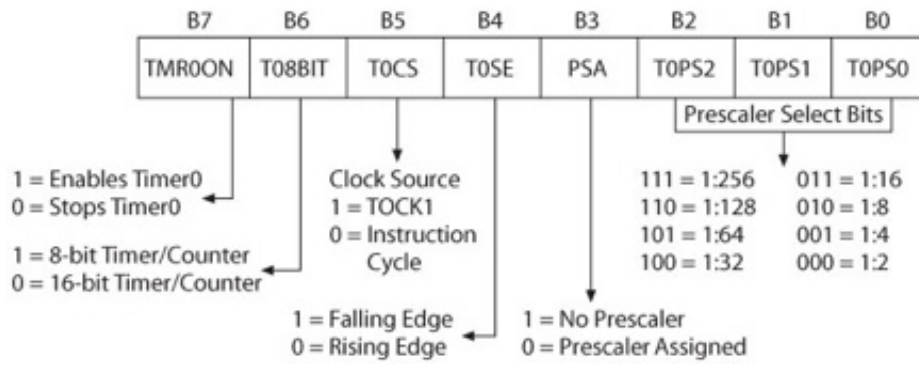 B7 B6 B5 B4 B3 B2 B1 B0
TMR0ON T08BIT T0CS T0SE PSA T0PS2 T0PS1 T0PS0
Prescaler Select Bits
1 = Enables Timer0
0 = Stops Timer0
Clock Source
1 = TOCK1
0 = Instruction
Cycle
111 = 1:256 011 = 1:16
110 = 1:128 010 = 1:8
101 = 1:64 001 = 1:4
100 = 1:32 000 = 1:2
1 = 8-bit Timer/Counter
0 = 16-bit Timer/Counter
1 = Falling Edge
0 = Rising Edge
1 = No Prescaler
0 = Prescaler Assigned